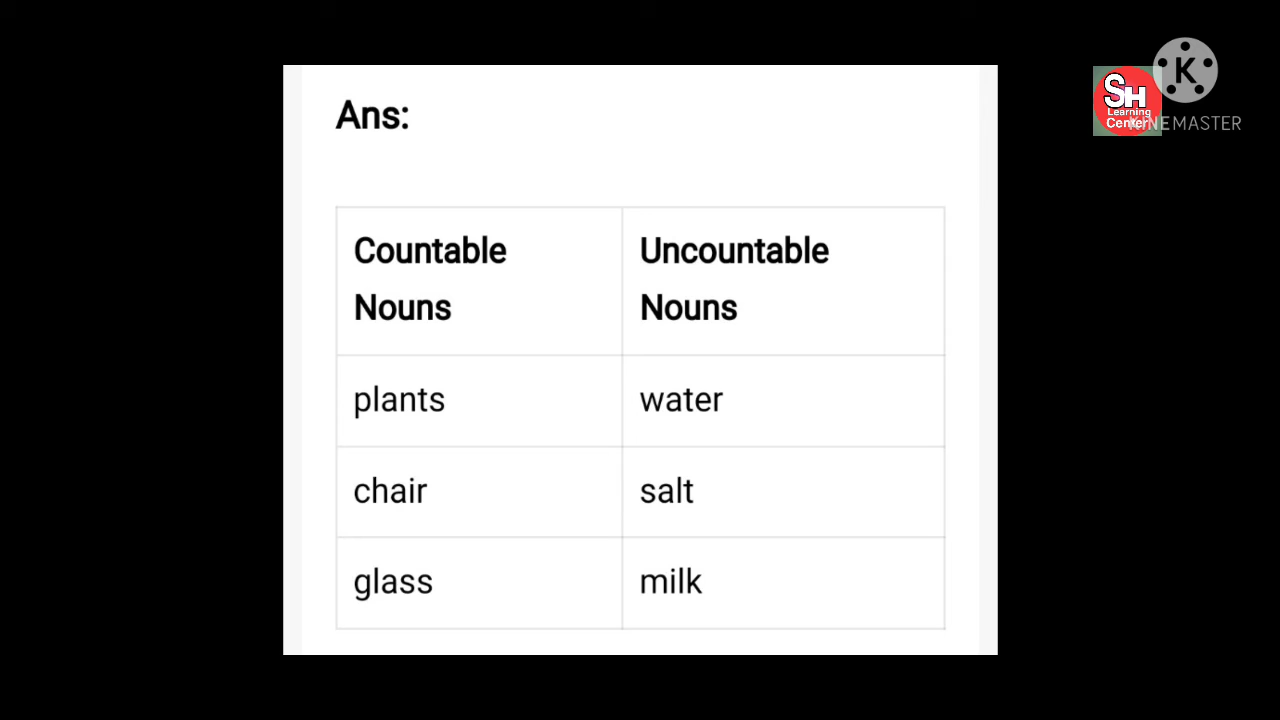 Ans:
Countable Nouns
Uncountable Nouns
plants
water
chair
salt
glass
milk
SH
Learning
Center
K
KINEMASTER